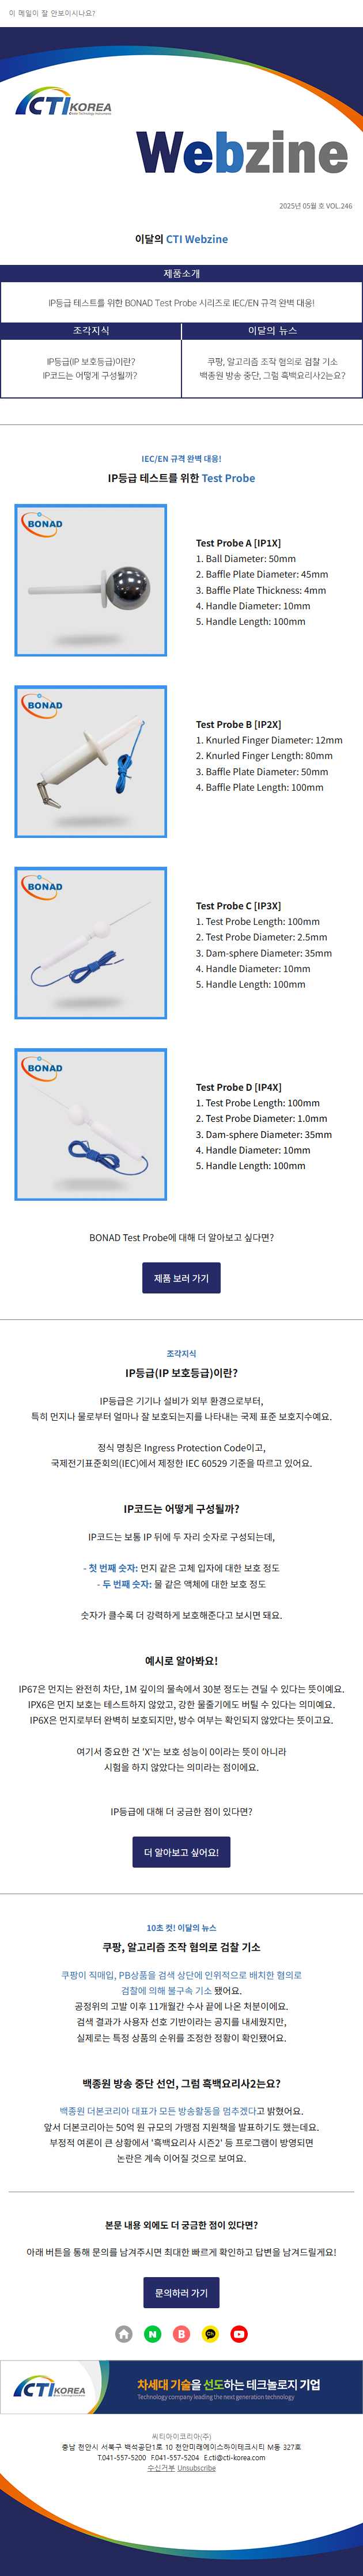 이 메일이 잘 안보이시나요?
CTI KOREA
Webzine
2025년 05월 호 VOL.246
이달의 CTI Webzine
제품소개
IP등급 테스트를 위한 BONAD Test Probe 시리즈로 IEC/EN 규격 완벽 대응!
조각지식
이달의 뉴스
IP등급(IP 보호등급)이란?
IP코드는 어떻게 구성될까?
쿠팡, 알고리즘 조작 혐의로 검찰 기소
백종원 방송 중단, 그럼 흑백요리사2는요?
IEC/EN 규격 완벽 대응!
IP등급 테스트를 위한 Test Probe
BONAD
Test Probe A [IP1X]
1. Ball Diameter: 50mm
2. Baffle Plate Diameter: 45mm
3. Baffle Plate Thickness: 4mm
4. Handle Diameter: 10mm
5. Handle Length: 100mm
BONAD
Test Probe B [IP2X]
1. Knurled Finger Diameter: 12mm
2. Knurled Finger Length: 80mm
3. Baffle Plate Diameter: 50mm
4. Baffle Plate Length: 100mm
BONAD
Test Probe C [IP3X]
1. Test Probe Length: 100mm
2. Test Probe Diameter: 2.5mm
3. Dam-sphere Diameter: 35mm
4. Handle Diameter: 10mm
5. Handle Length: 100mm
BONAD
Test Probe D [IP4X]
1. Test Probe Length: 100mm
2. Test Probe Diameter: 1.0mm
3. Dam-sphere Diameter: 35mm
4. Handle Diameter: 10mm
5. Handle Length: 100mm
BONAD Test Probe에 대해 더 알아보고 싶다면?
제품 보러 가기
조각지식
IP등급(IP 보호등급)이란?
IP등급은 기기나 설비가 외부 환경으로부터,
특히 먼지나 물로부터 얼마나 잘 보호되는지를 나타내는 국제 표준 보호지수예요.
정식 명칭은 Ingress Protection Code이고,
국제전기표준회의(IEC)에서 제정한 IEC 60529 기준을 따르고 있어요.
IP코드는 어떻게 구성될까?
IP코드는 보통 IP 뒤에 두 자리 숫자로 구성되는데,
- 첫 번째 숫자: 먼지 같은 고체 입자에 대한 보호 정도
- 두 번째 숫자: 물 같은 액체에 대한 보호 정도
숫자가 클수록 더 강력하게 보호해준다고 보시면 돼요.
예시로 알아봐요!
IP67은 먼지는 완전히 차단, 1M 깊이의 물속에서 30분 정도는 견딜 수 있다는 뜻이예요.
IPX6은 먼지 보호는 테스트하지 않았고, 강한 물줄기에도 버틸 수 있다는 의미예요.
IP6X은 먼지로부터 완벽히 보호되지만, 방수 여부는 확인되지 않았다는 뜻이고요.
여기서 중요한 건 'X'는 보호 성능이 0이라는 뜻이 아니라
시험을 하지 않았다는 의미라는 점이에요.
IP등급에 대해 더 궁금한 점이 있다면?
더 알아보고 싶어요!
10초 컷! 이달의 뉴스
쿠팡, 알고리즘 조작 혐의로 검찰 기소
쿠팡이 직매입, PB상품을 검색 상단에 인위적으로 배치한 혐의로
검찰에 의해 불구속 기소 됐어요.
공정위의 고발 이후 11개월간 수사 끝에 나온 처분이에요.
검색 결과가 사용자 선호 기반이라는 공지를 내세웠지만,
실제로는 특정 상품의 순위를 조정한 정황이 확인됐어요.
백종원 방송 중단 선언, 그럼 흑백요리사2는요?
백종원 더본코리아 대표가 모든 방송활동을 멈추겠다고 밝혔어요.
앞서 더본코리아는 50억 원 규모의 가맹점 지원책을 발표하기도 했는데요.
부정적 여론이 큰 상황에서 '흑백요리사 시즌2' 등 프로그램이 방영되면
논란은 계속 이어질 것으로 보여요.
본문 내용 외에도 더 궁금한 점이 있다면?
아래 버튼을 통해 문의를 남겨주시면 최대한 빠르게 확인하고 답변을 남겨드릴게요!
문의하러 가기
N
B
CTI KOREA
차세대 기술을 선도하는 테크놀로지 기업
Technology company leading the next generation technology
씨티아이코리아(주)
충남 천안시 서북구 백석공단1로 10 천안미래에이스하이테크시티 M동 327호
T.041-557-5200 F.041-557-5204 E.cti@cti-korea.com
수신거부 Unsubscribe